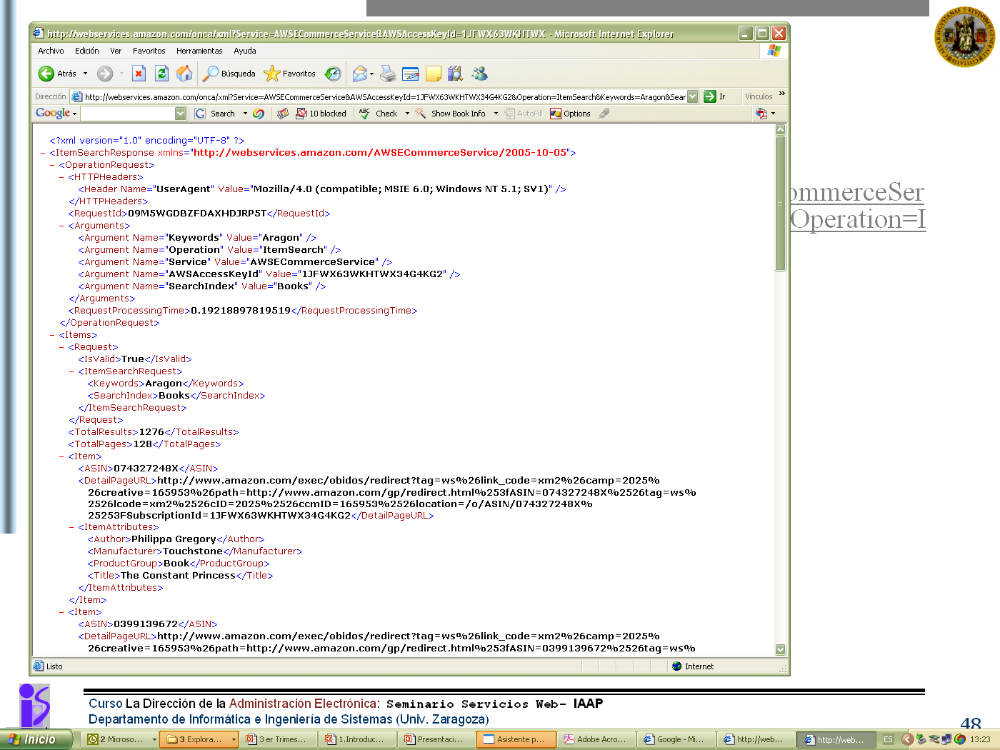 http://webservices.amazon.com/onca/xml?Service=AWSECommerceService&AWSAccessKeyId=1JFWX63WKHTWX - Microsoft Internet Explorer
Archivo Edición Ver Favoritos Herramientas Ayuda
Atrás Búsqueda Favoritos
Dirección http://webservices.amazon.com/onca/xml?Service=AWSECommerceService&AWSAccessKeyId=1JFWX63WKHTWX34G4KG2&Operation=ItemSearch&Keywords=Aragon&Sear Ir Vínculos »
Google G Search 10 blocked ABC Check Show Book Info AutoFill Options
<?xml version="1.0" encoding="UTF-8" ?>
- <ItemSearchResponse xmlns="http://webservices.amazon.com/AWSECommerceService/2005-10-05">
- <OperationRequest>
- <HTTPHeaders>
<Header Name="UserAgent" Value="Mozilla/4.0 (compatible; MSIE 6.0; Windows NT 5.1; SV1)" />
</HTTPHeaders>
<RequestId>09M5WGDBZFDAXHDJRP5T</RequestId>
- <Arguments>
<Argument Name="Keywords" Value="Aragon" />
<Argument Name="Operation" Value="ItemSearch" />
<Argument Name="Service" Value="AWSECommerceService" />
<Argument Name="AWSAccessKeyId" Value="1JFWX63WKHTWX34G4KG2" />
<Argument Name="SearchIndex" Value="Books" />
</Arguments>
<RequestProcessingTime>0.19218897819519</RequestProcessingTime>
</OperationRequest>
- <Items>
- <Request>
<IsValid>True</IsValid>
- <ItemSearchRequest>
<Keywords>Aragon</Keywords>
<SearchIndex>Books</SearchIndex>
</ItemSearchRequest>
</Request>
<TotalResults>1276</TotalResults>
<TotalPages>128</TotalPages>
- <Item>
<ASIN>074327248X</ASIN>
<DetailPageURL>http://www.amazon.com/exec/obidos/redirect?tag=ws%26link_code=xm2%26camp=2025%
26creative=165953%26path=http://www.amazon.com/gp/redirect.html%253fASIN=074327248X%2526tag=ws%
2526lcode=xm2%2526cID=2025%2526ccmID=165953%2526location=/o/ASIN/074327248X%
25253FSubscriptionId=1JFWX63WKHTWX34G4KG2</DetailPageURL>
- <ItemAttributes>
<Author>Philippa Gregory</Author>
<Manufacturer>Touchstone</Manufacturer>
<ProductGroup>Book</ProductGroup>
<Title>The Constant Princess</Title>
</ItemAttributes>
</Item>
- <Item>
<ASIN>0399139672</ASIN>
<DetailPageURL>http://www.amazon.com/exec/obidos/redirect?tag=ws%26link_code=xm2%26camp=2025%
26creative=165953%26path=http://www.amazon.com/gp/redirect.html%253fASIN=0399139672%2526tag=ws%
Listo Internet
ommerceSer
Operation=I
Curso La Dirección de la Administración Electrónica: Seminario Servicios Web- IAAP
Departamento de Informática e Ingeniería de Sistemas (Univ. Zaragoza)
48
Inicio 2 Microso... 3 Explora... 3 er Trimes... 1.Introduc... Presentaci... Asistente p... Adobe Acro... Google - Mi... http://web... http://web... ES 13:23